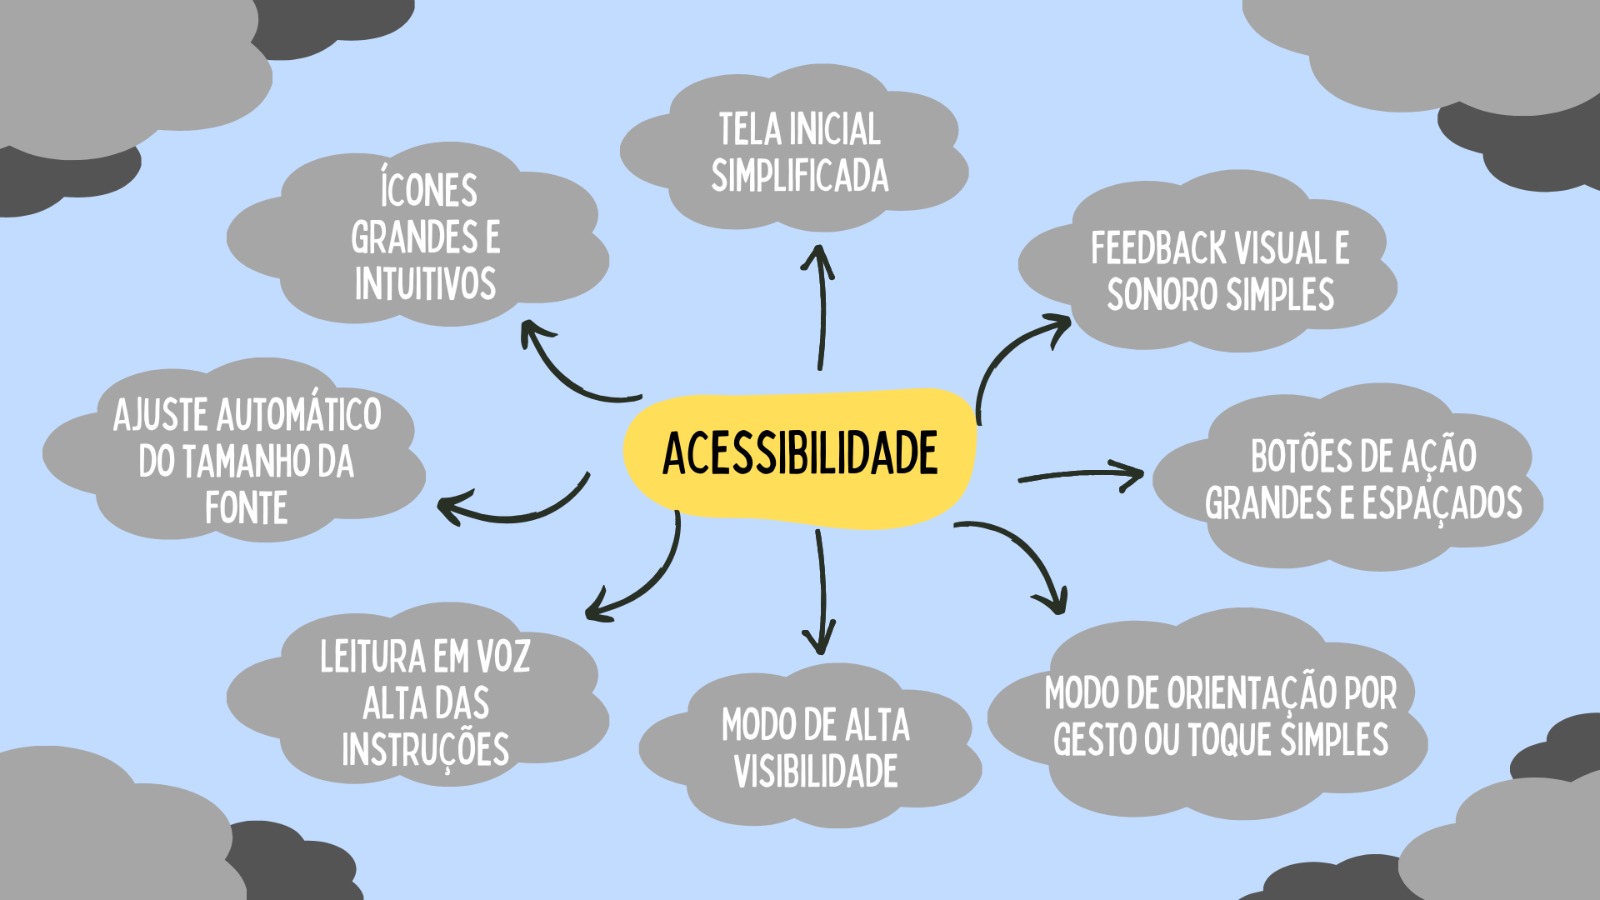 TELA INICIAL
SIMPLIFICADA
ÍCONES
GRANDES E
INTUITIVOS
FEEDBACK VISUAL E
SONORO SIMPLES
AJUSTE AUTOMÁTICO
DO TAMANHO DA
FONTE
ACESSIBILIDADE
BOTÕES DE AÇÃO
GRANDES E ESPAÇADOS
LEITURA EM VOZ
ALTA DAS
INSTRUÇÕES
MODO DE ALTA
VISIBILIDADE
MODO DE ORIENTAÇÃO POR
GESTO OU TOQUE SIMPLES